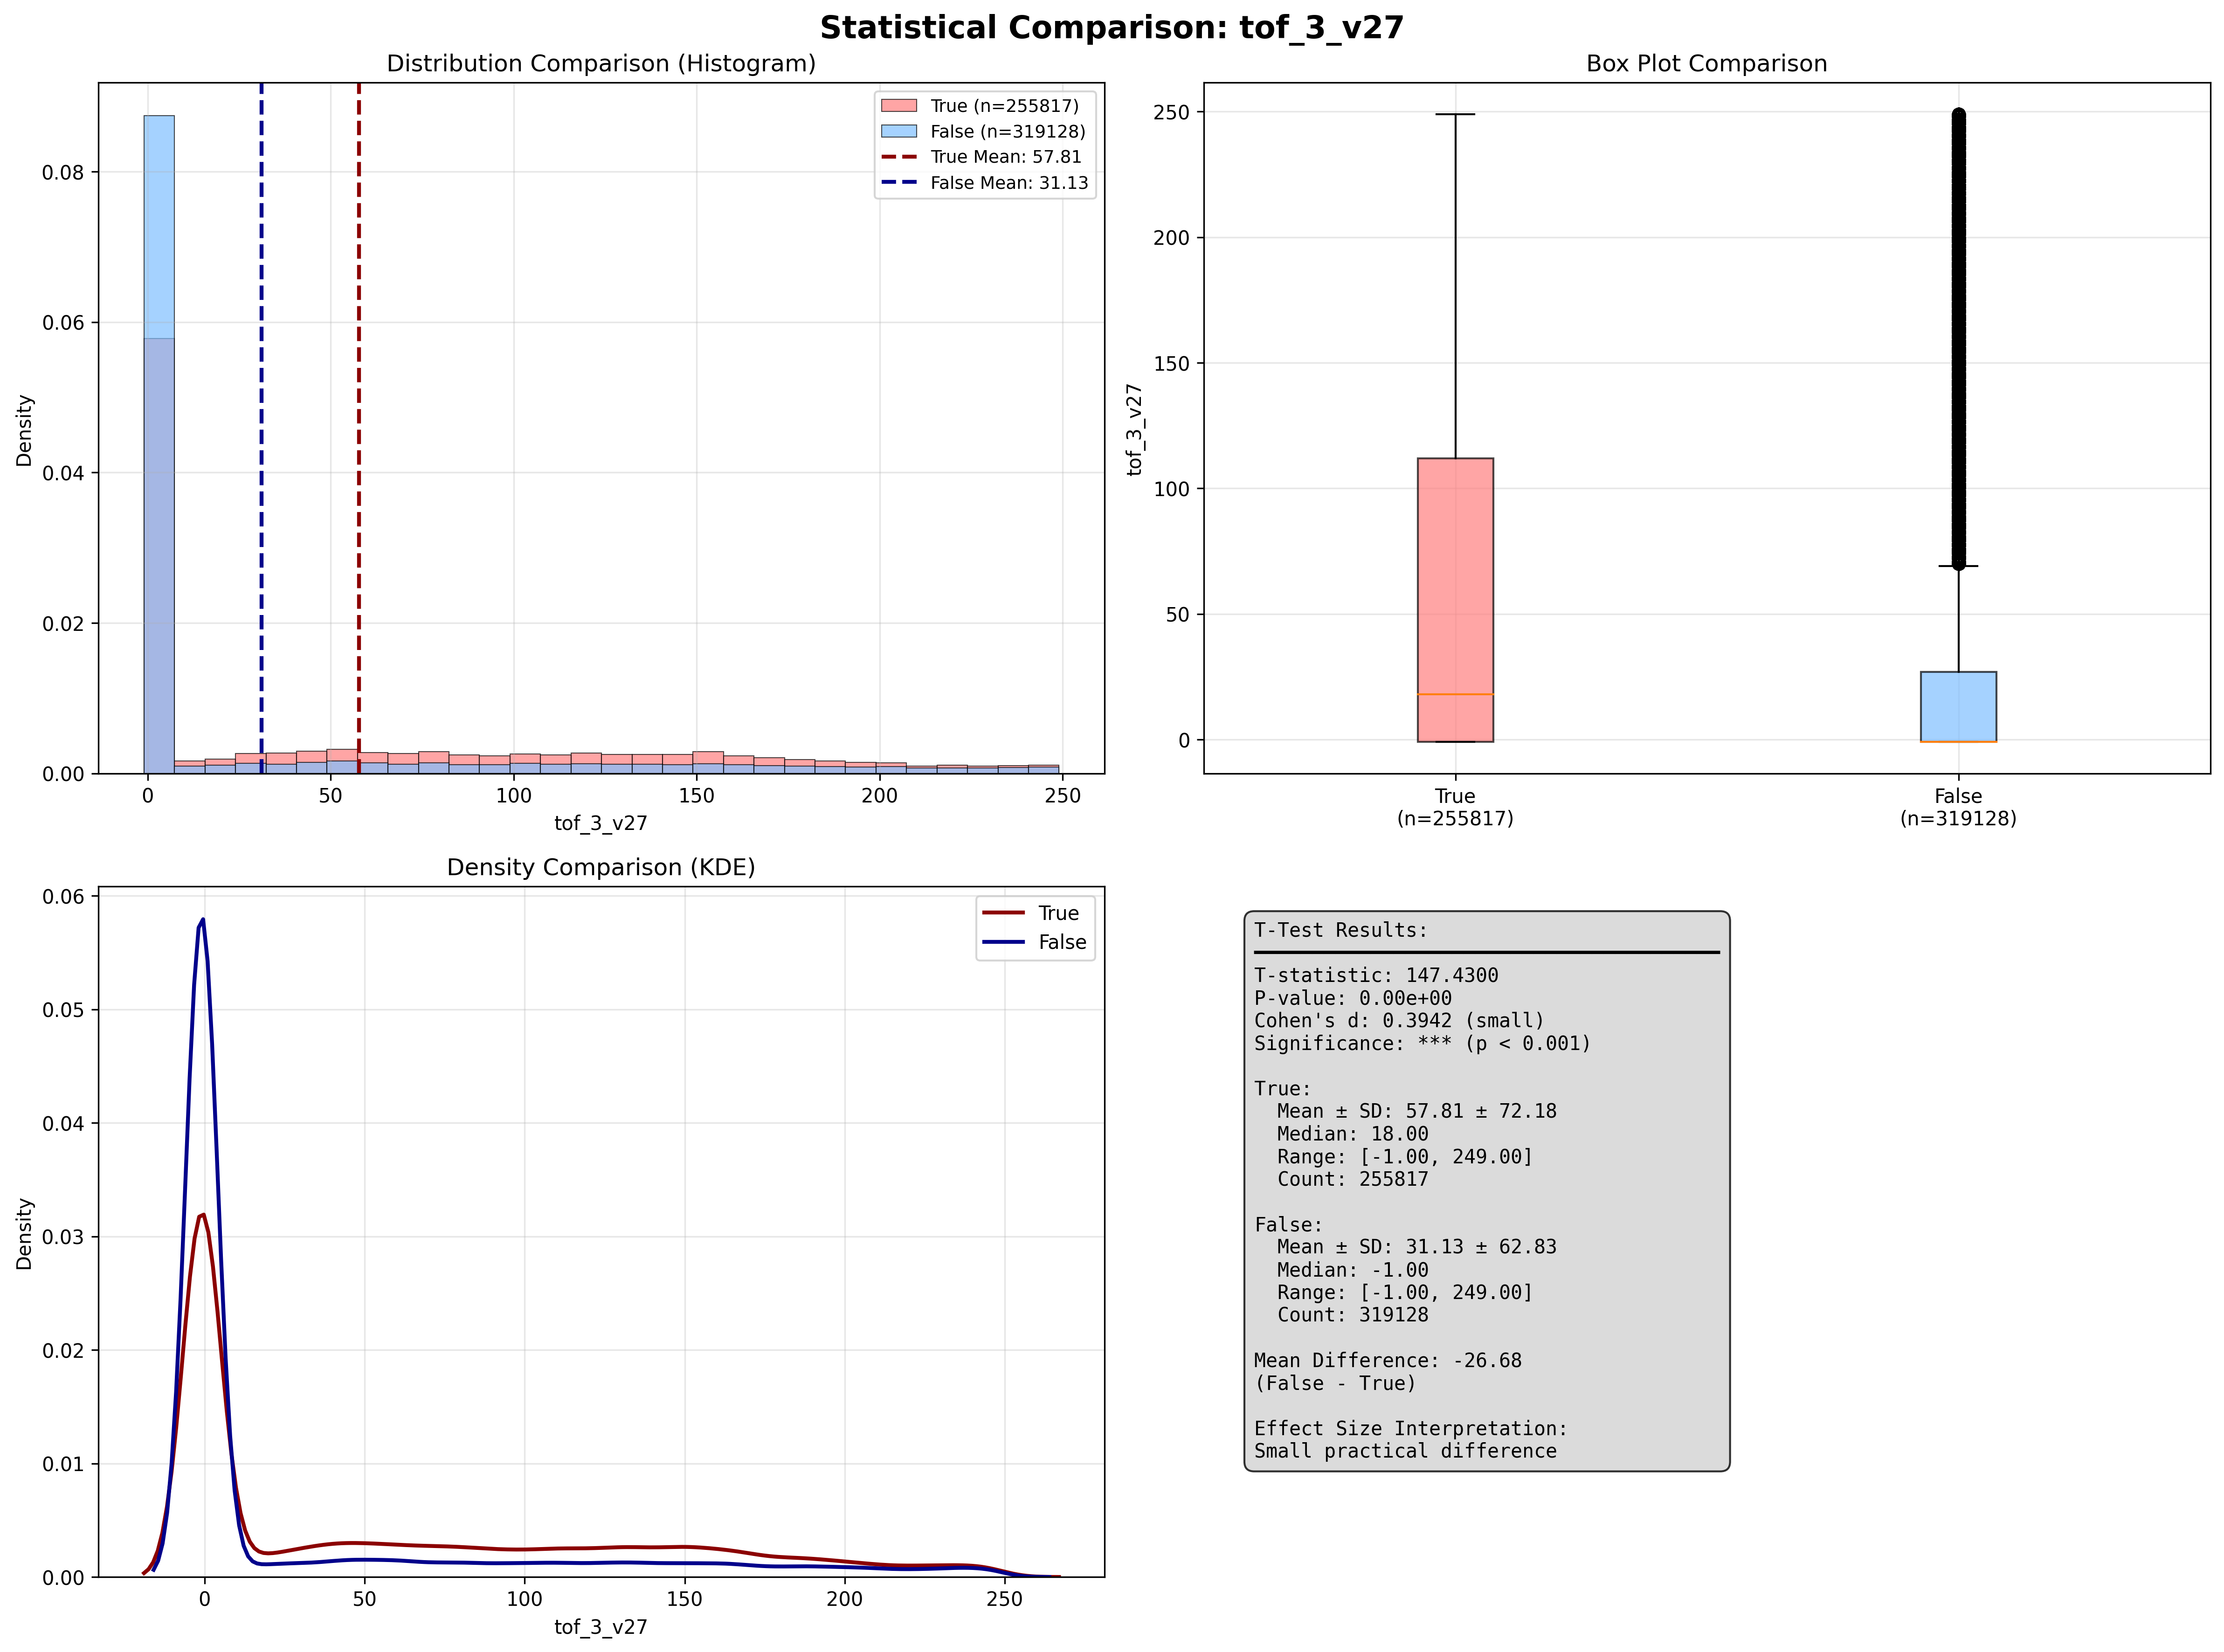 Statistical Comparison: tof_3_v27
Distribution Comparison (Histogram)
Density
0.08
0.06
0.04
0.02
0.00
0
50
100
150
200
250
tof_3_v27
True (n=255817)
False (n=319128)
True Mean: 57.81
False Mean: 31.13
Box Plot Comparison
tof_3_v27
250
200
150
100
50
0
True
(n=255817)
False
(n=319128)
Density Comparison (KDE)
Density
0.06
0.05
0.04
0.03
0.02
0.01
0.00
0
50
100
150
200
250
tof_3_v27
True
False
T-Test Results:
T-statistic: 147.4300
P-value: 0.00e+00
Cohen's d: 0.3942 (small)
Significance: *** (p < 0.001)
True:
Mean ± SD: 57.81 ± 72.18
Median: 18.00
Range: [-1.00, 249.00]
Count: 255817
False:
Mean ± SD: 31.13 ± 62.83
Median: -1.00
Range: [-1.00, 249.00]
Count: 319128
Mean Difference: -26.68
(False - True)
Effect Size Interpretation:
Small practical difference